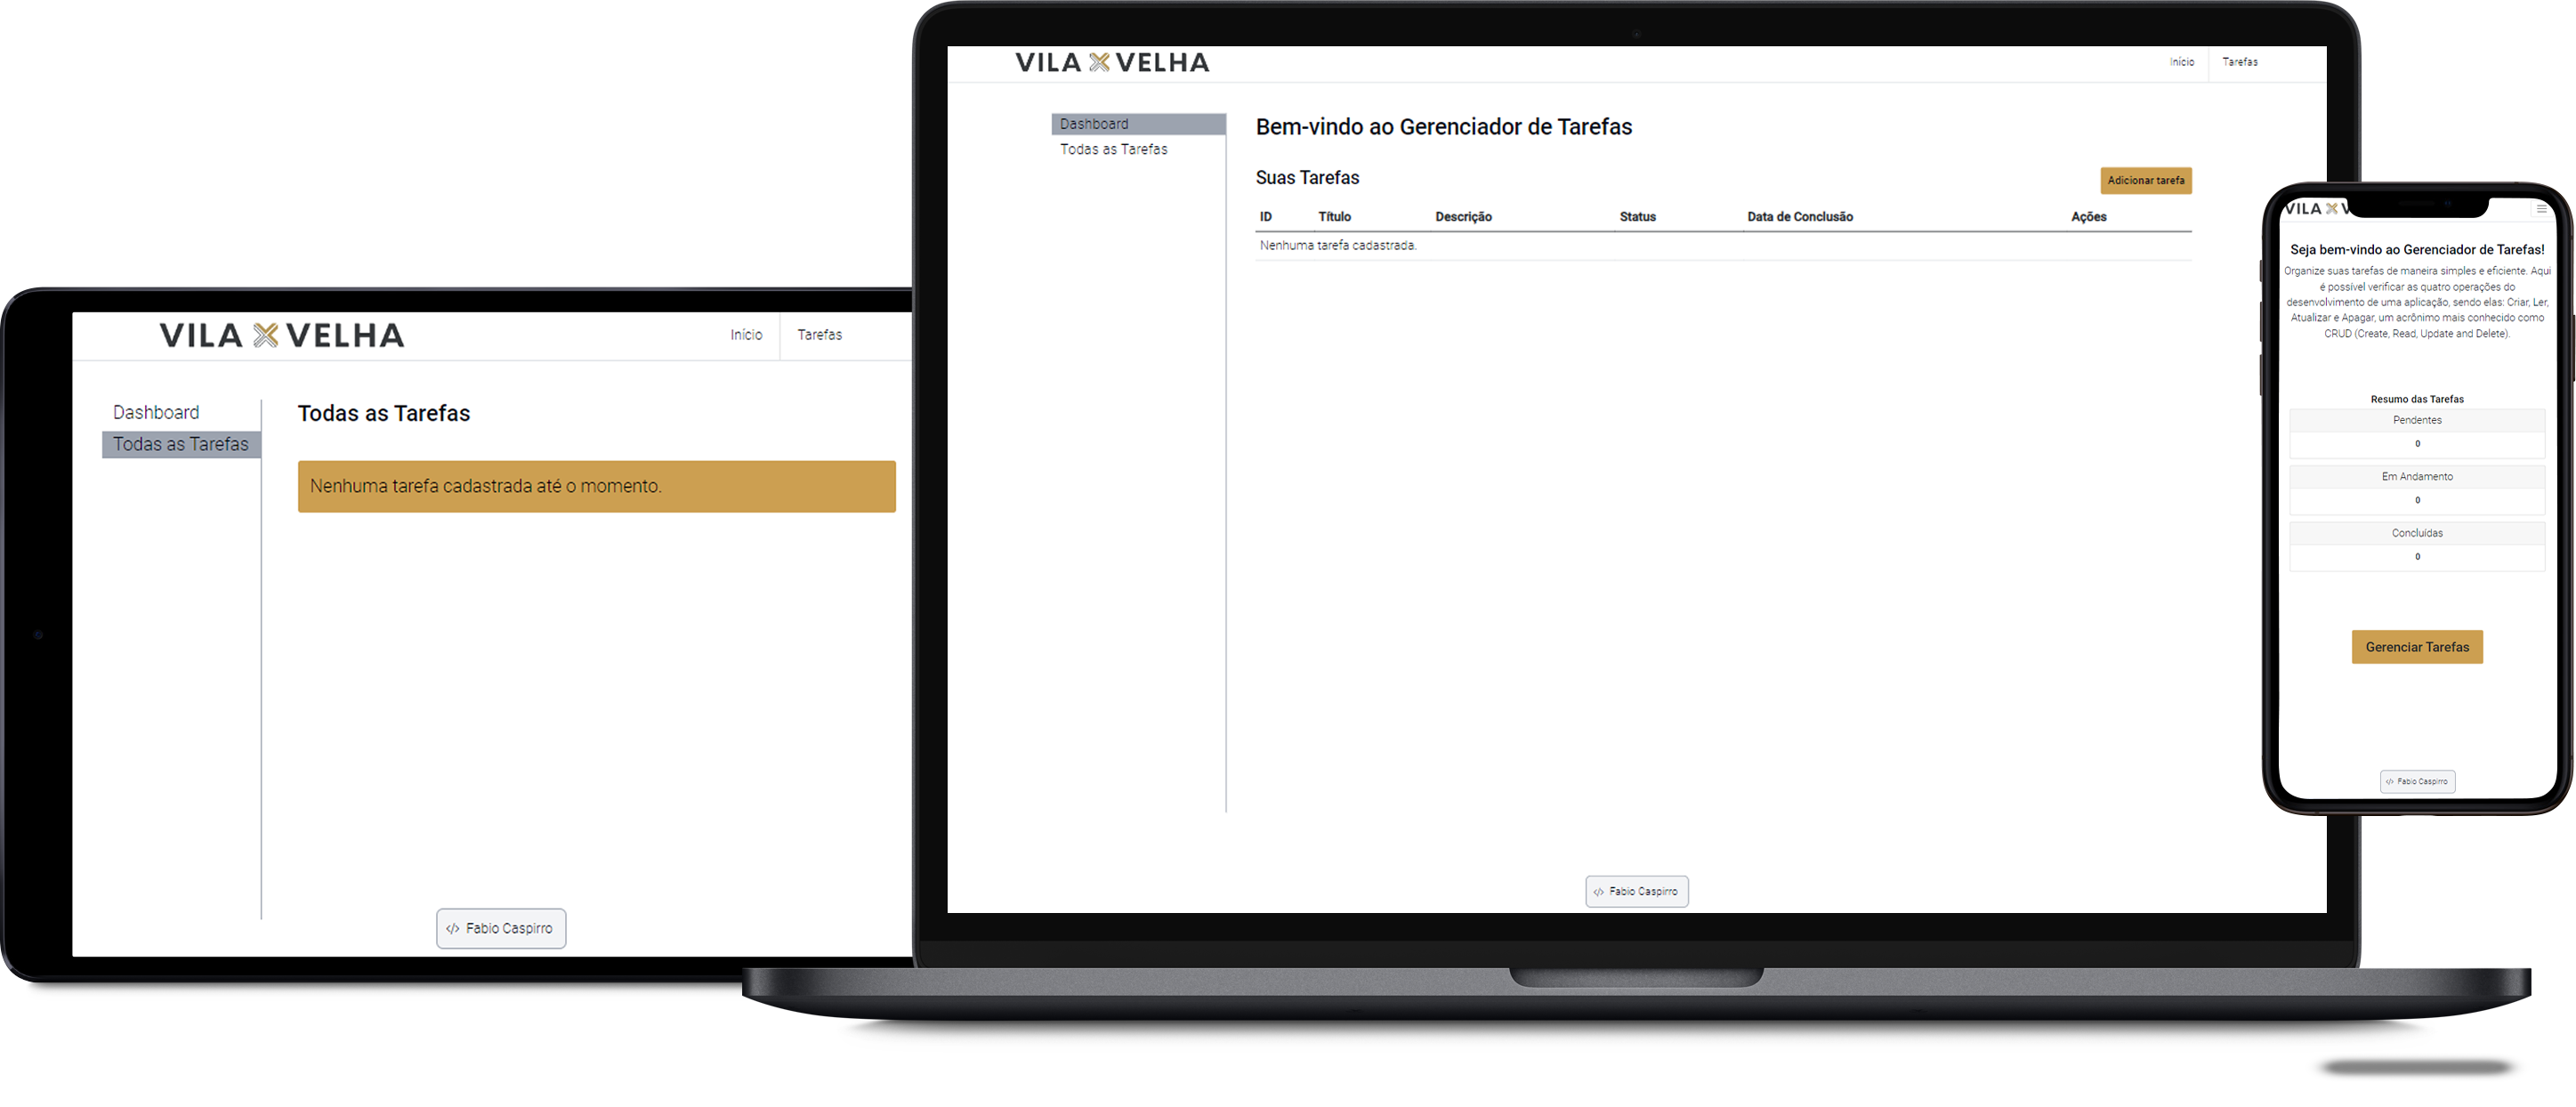 VILA VELHA
Início
Tarefas
Dashboard
Todas as Tarefas
Todas as Tarefas
Nenhuma tarefa cadastrada até o momento.
</> Fabio Caspirro
VILA VELHA
Início
Tarefas
Dashboard
Todas as Tarefas
Bem-vindo ao Gerenciador de Tarefas
Suas Tarefas
Adicionar tarefa
ID Título Descrição Status Data de Conclusão Ações
Nenhuma tarefa cadastrada.
</> Fabio Caspirro
VILA V
Seja bem-vindo ao Gerenciador de Tarefas!
Organize suas tarefas de maneira simples e eficiente. Aqui
é possível verificar as quatro operações do
desenvolvimento de uma aplicação, sendo elas: Criar, Ler,
Atualizar e Apagar, um acrônimo mais conhecido como
CRUD (Create, Read, Update and Delete).
Resumo das Tarefas
Pendentes
0
Em Andamento
0
Concluídas
0
Gerenciar Tarefas
</> Fabio Caspirro